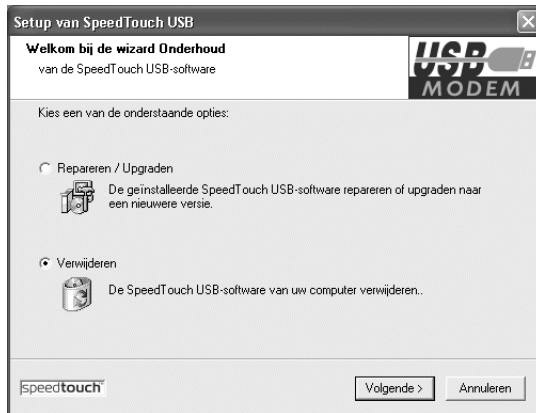 Setup van SpeedTouch USB
Welkom bij de wizard Onderhoud
van de SpeedTouch USB-software
USB
MODEM
Kies een van de onderstaande opties:
Repareren / Upgraden
De geïnstalleerde SpeedTouch USB-software repareren of upgraden naar
een nieuwere versie.
Verwijderen
De SpeedTouch USB-software van uw computer verwijderen..
speedtouch™
Volgende >
Annuleren